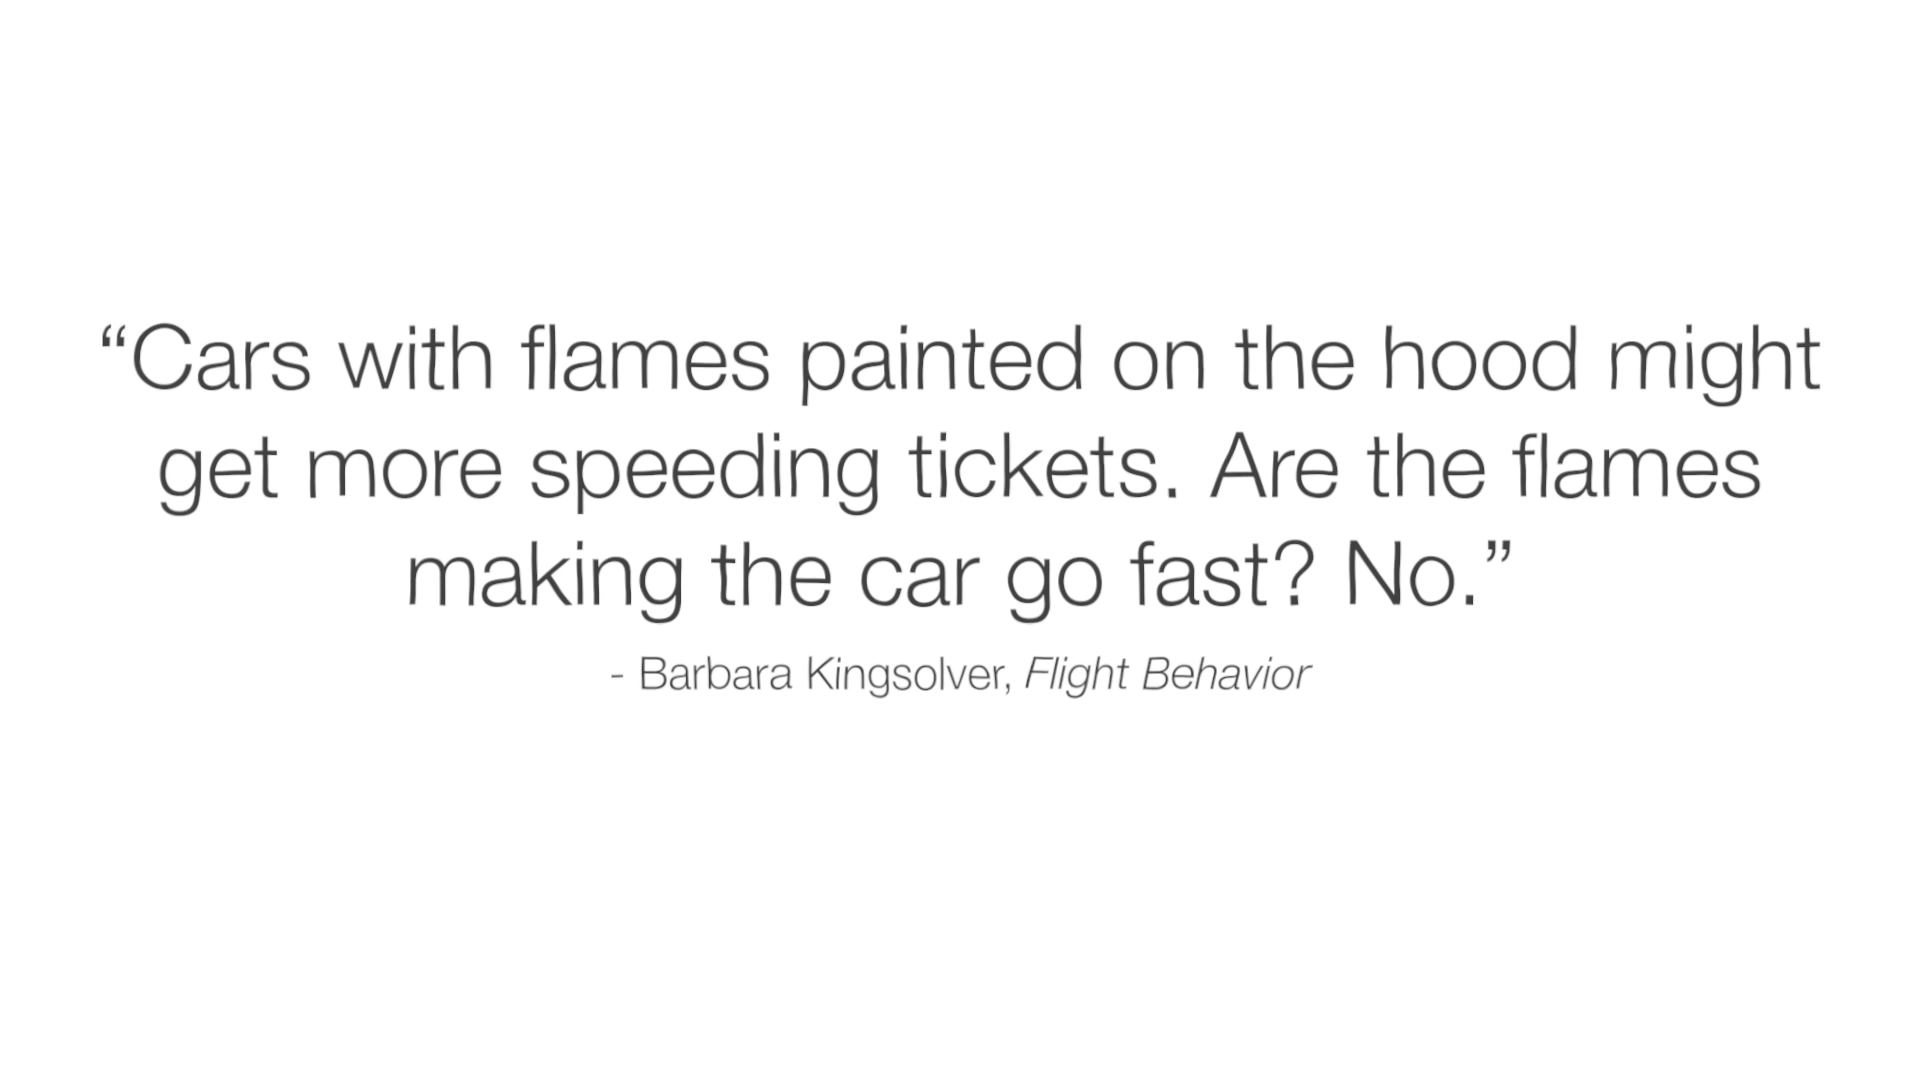 “Cars with flames painted on the hood might
get more speeding tickets. Are the flames
making the car go fast? No.”
- Barbara Kingsolver, Flight Behavior